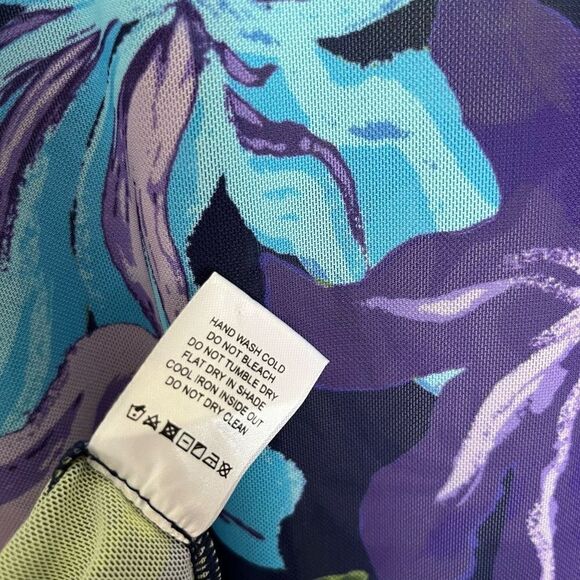 HAND WASH COLD
DO NOT BLEACH
DO NOT TUMBLE DRY
FLAT DRY IN SHADE
COOL IRON INSIDE OUT
DO NOT DRY CLEAN